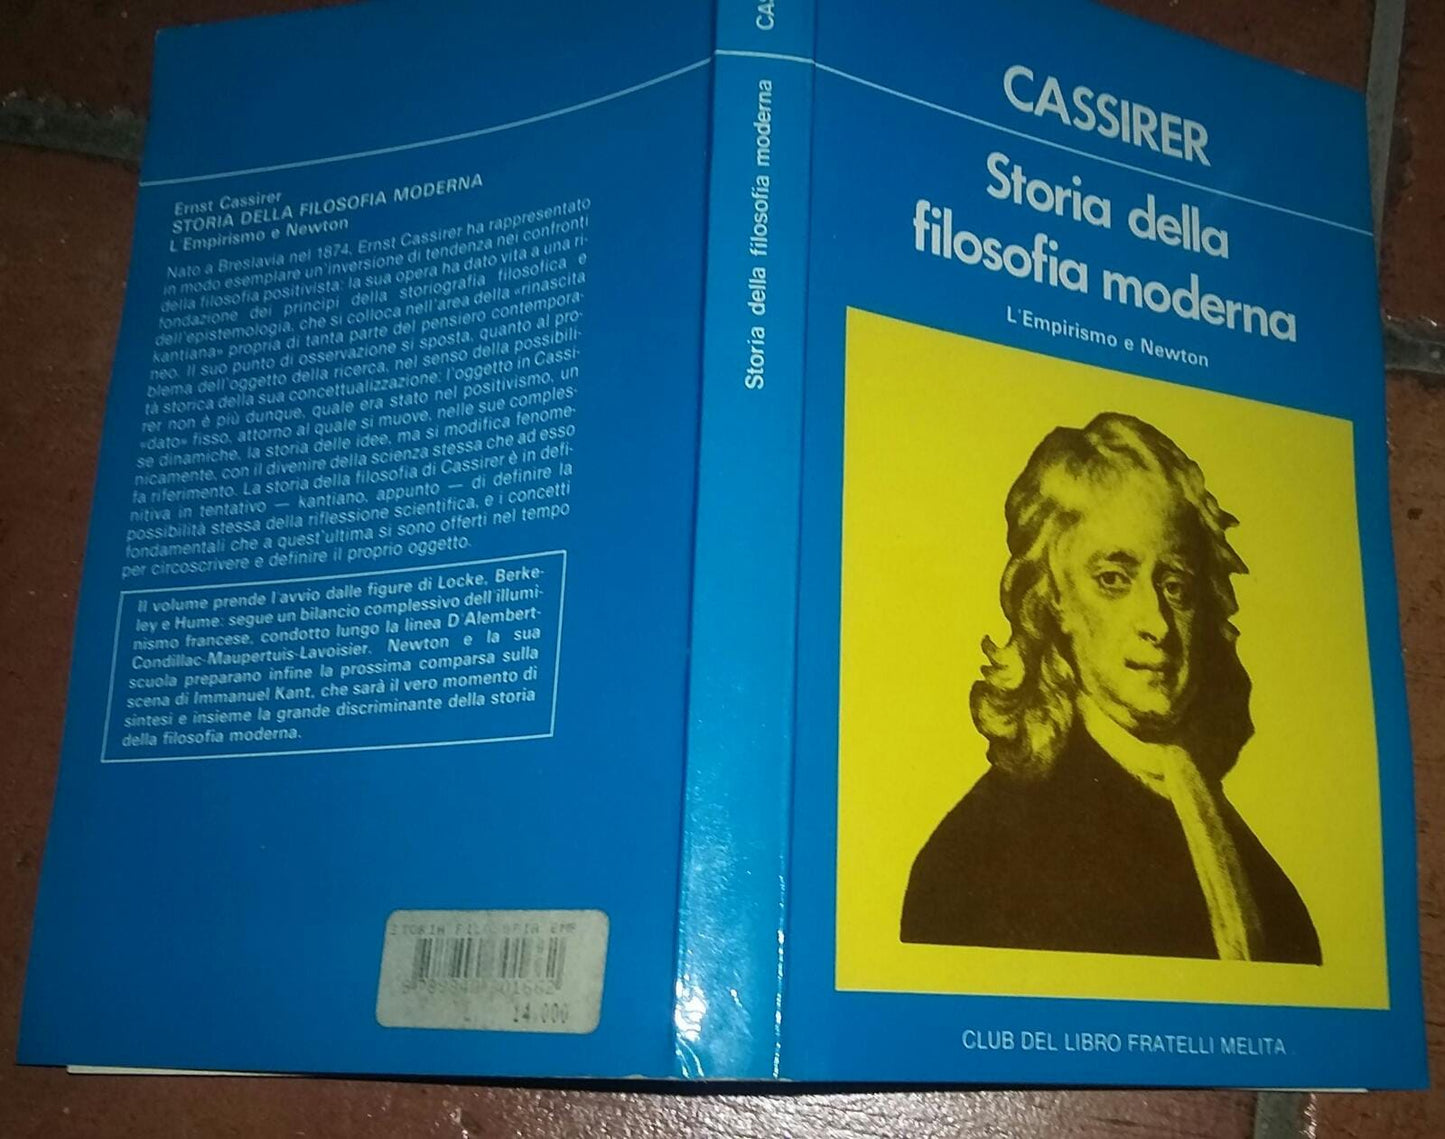 Ernst Cassirer
STORIA DELLA FILOSOFIA MODERNA
L'Empirismo e Newton
Nato a Breslavia nel 1874, Ernst Cassirer ha rappresentato
in modo esemplare un'inversione di tendenza nei confronti
della filosofia positivista: la sua opera ha dato vita a una ri-
fondazione dei principi della storiografia filosofica e
dell'epistemologia, che si colloca nell'area della «rinascita
kantiana» propria di tanta parte del pensiero contempora-
neo. Il suo punto di osservazione si sposta, quanto al pro-
blema dell'oggetto della ricerca, nel senso della possibili-
tà storica della sua concettualizzazione: l'oggetto in Cassi-
rer non è più dunque, quale era stato nel positivismo, un
«dato» fisso, attorno al quale si muove, nelle sue comples-
se dinamiche, la storia delle idee, ma si modifica fenome-
nicamente, con il divenire della scienza stessa che ad esso
fa riferimento. La storia della filosofia di Cassirer è in defi-
nitiva in tentativo — kantiano, appunto — di definire la
possibilità stessa della riflessione scientifica, e i concetti
fondamentali che a quest'ultima si sono offerti nel tempo
per circoscrivere e definire il proprio oggetto.
Il volume prende l'avvio dalle figure di Locke, Berke-
ley e Hume: segue un bilancio complessivo dell'illumi-
nismo francese, condotto lungo la linea D'Alembert-
Condillac-Maupertuis-Lavoisier. Newton e la sua
scuola preparano infine la prossima comparsa sulla
scena di Immanuel Kant, che sarà il vero momento di
sintesi e insieme la grande discriminante della storia
della filosofia moderna.
L. 14.000
CAS
Storia della filosofia moderna
CASSIRER
Storia della
filosofia moderna
L'Empirismo e Newton
CLUB DEL LIBRO FRATELLI MELITA